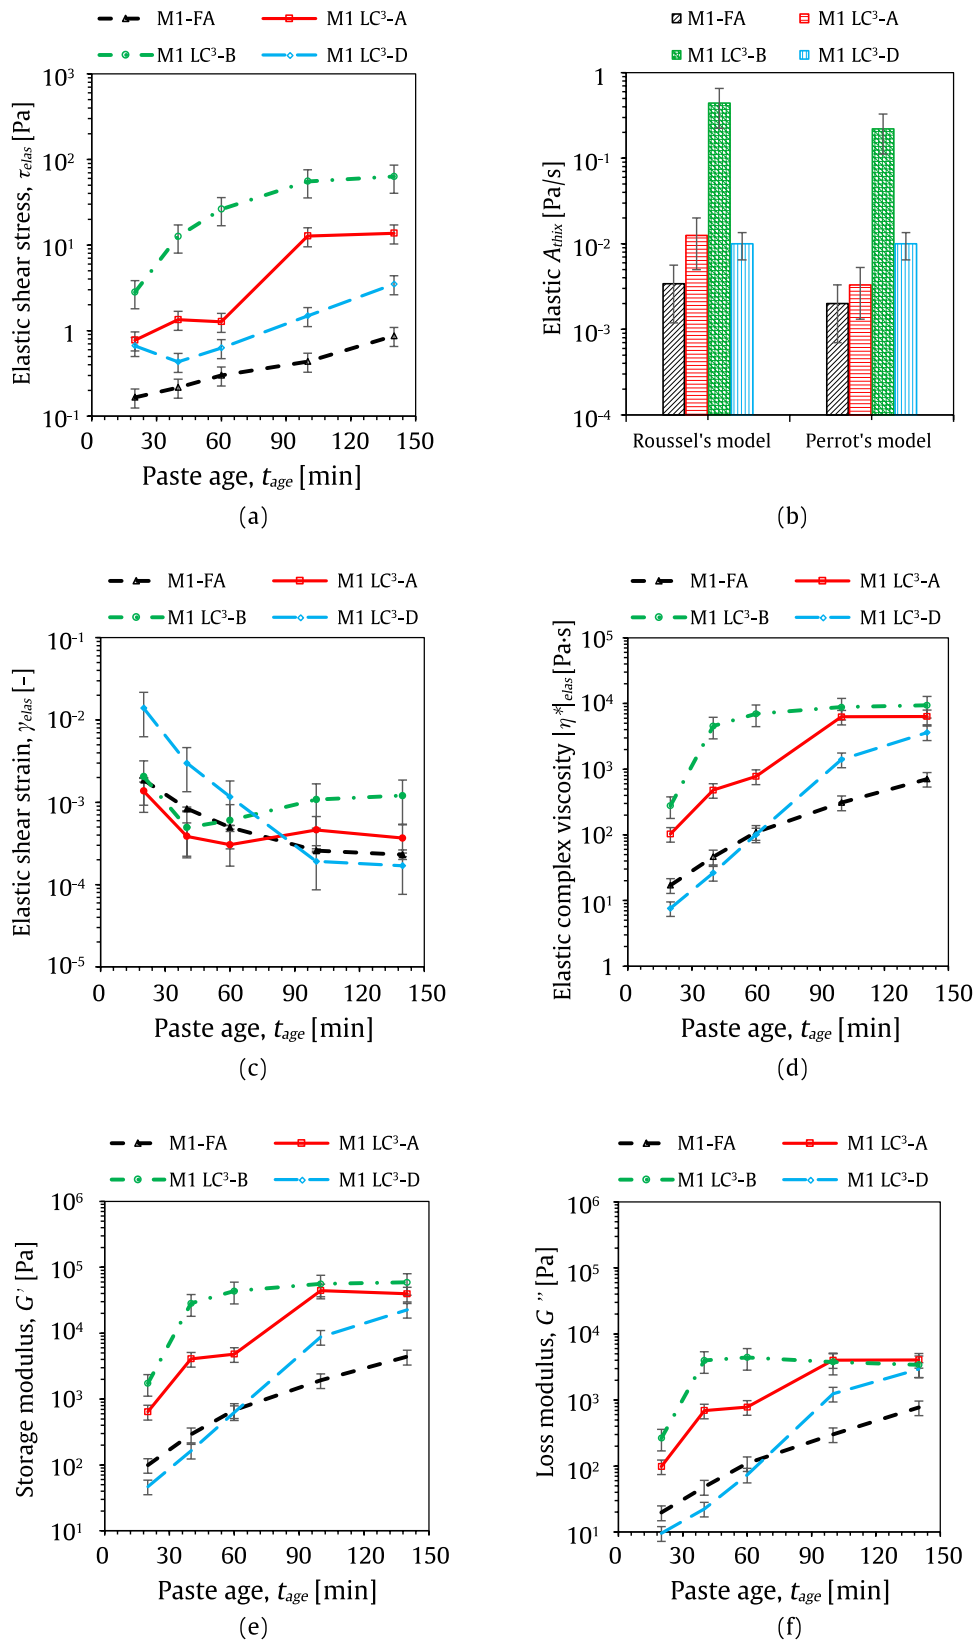 M1-FA
M1 LC³-A
M1 LC³-B
M1 LC³-D
Elastic shear stress, τelas [Pa]
10³
10²
10¹
1
10⁻¹
0 30 60 90 120 150
Paste age, tage [min]
(a)
M1-FA
M1 LC³-A
M1 LC³-B
M1 LC³-D
Elastic Athix [Pa/s]
1
10⁻¹
10⁻²
10⁻³
10⁻⁴
Roussel's model Perrot's model
(b)
M1-FA
M1 LC³-A
M1 LC³-B
M1 LC³-D
Elastic shear strain, γelas [-]
10⁻¹
10⁻²
10⁻³
10⁻⁴
10⁻⁵
0 30 60 90 120 150
Paste age, tage [min]
(c)
M1-FA
M1 LC³-A
M1 LC³-B
M1 LC³-D
Elastic complex viscosity |η*|elas [Pa·s]
10⁵
10⁴
10³
10²
10¹
1
0 30 60 90 120 150
Paste age, tage [min]
(d)
M1-FA
M1 LC³-A
M1 LC³-B
M1 LC³-D
Storage modulus, G' [Pa]
10⁶
10⁵
10⁴
10³
10²
10¹
0 30 60 90 120 150
Paste age, tage [min]
(e)
M1-FA
M1 LC³-A
M1 LC³-B
M1 LC³-D
Loss modulus, G'' [Pa]
10⁶
10⁵
10⁴
10³
10²
10¹
0 30 60 90 120 150
Paste age, tage [min]
(f)